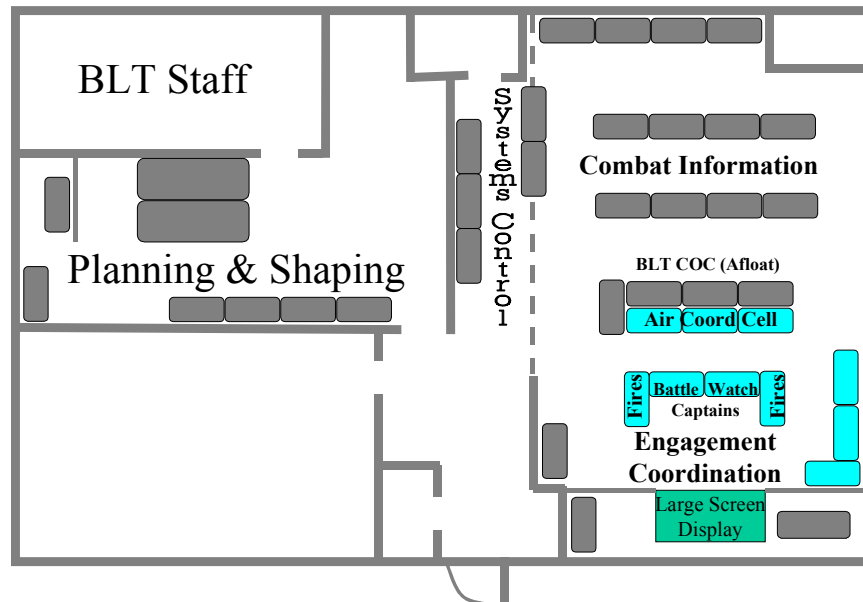 BLT Staff
Planning & Shaping
Systems Control
Combat Information
BLT COC (Afloat)
Air Coord Cell
Fires
Battle Watch
Fires
Captains
Engagement
Coordination
Large Screen
Display